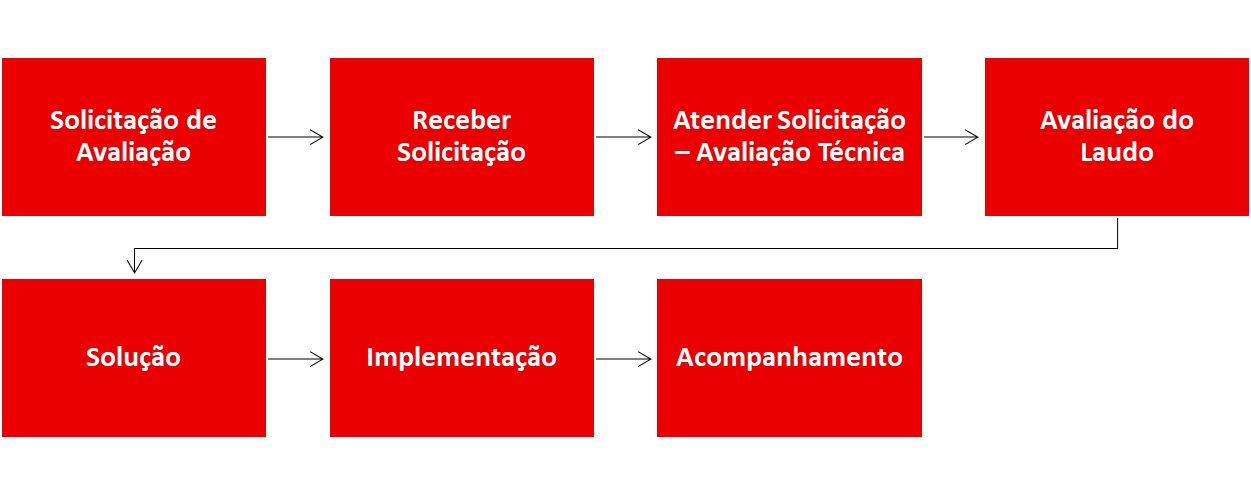 Solicitação de
Avaliação
Receber
Solicitação
Atender Solicitação
– Avaliação Técnica
Avaliação do
Laudo
Solução
Implementação
Acompanhamento